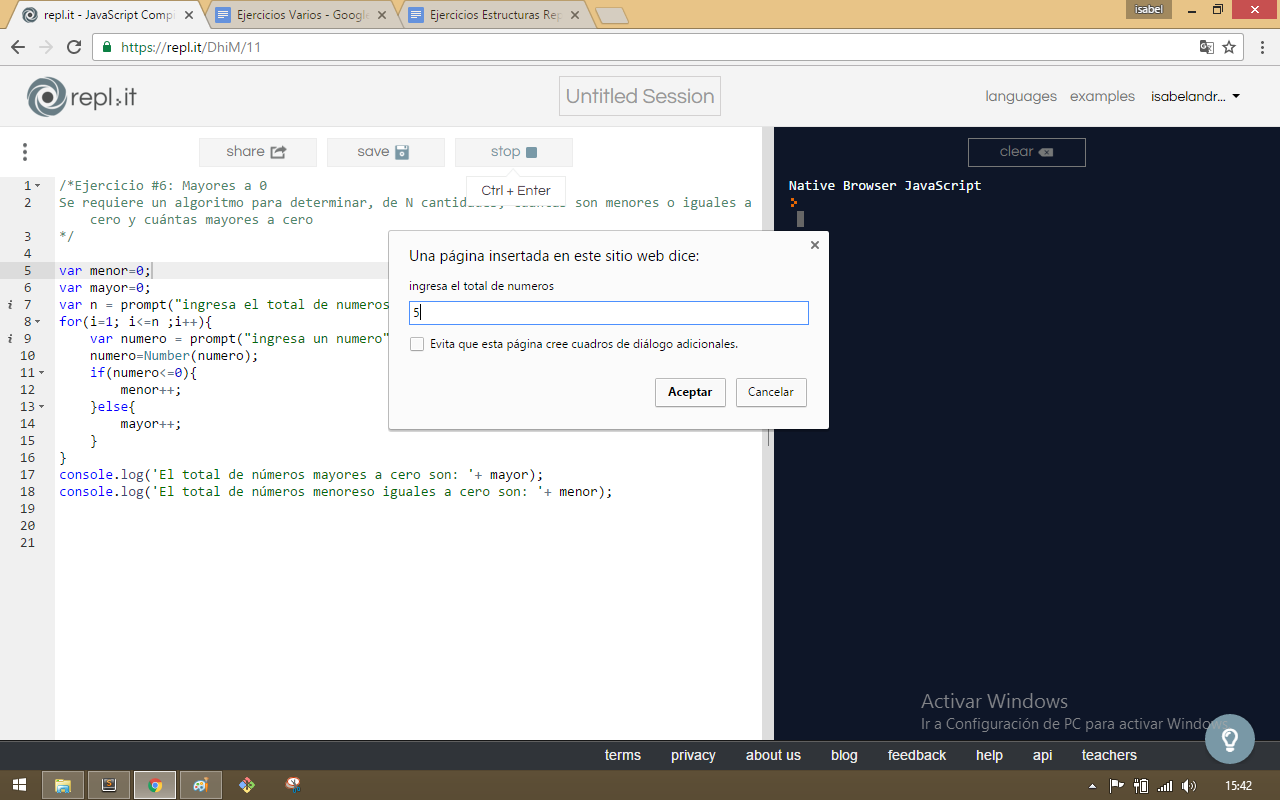 repl.it - JavaScript Comp
Ejercicios Varios - Google
Ejercicios Estructuras Rep
isabel
https://repl.it/DhiM/11
repl.it
Untitled Session
languages
examples
isabelandr...
share
save
stop
clear
Ctrl + Enter
1 /*Ejercicio #6: Mayores a 0
2 Se requiere un algoritmo para determinar, de N cantidades, cuántas son menores o iguales a
cero y cuántas mayores a cero
3 */
4
5 var menor=0;
6 var mayor=0;
i 7 var n = prompt("ingresa el total de numeros
8 for(i=1; i<=n ;i++){
i 9 var numero = prompt("ingresa un numero"
10 numero=Number(numero);
11 if(numero<=0){
12 menor++;
13 }else{
14 mayor++;
15 }
16 }
17 console.log('El total de números mayores a cero son: '+ mayor);
18 console.log('El total de números menoreso iguales a cero son: '+ menor);
19
20
21
Native Browser JavaScript
Una página insertada en este sitio web dice:
ingresa el total de numeros
5
Evita que esta página cree cuadros de diálogo adicionales.
Aceptar
Cancelar
Activar Windows
Ir a Configuración de PC para activar Windows.
terms
privacy
about us
blog
feedback
help
api
teachers
15:42